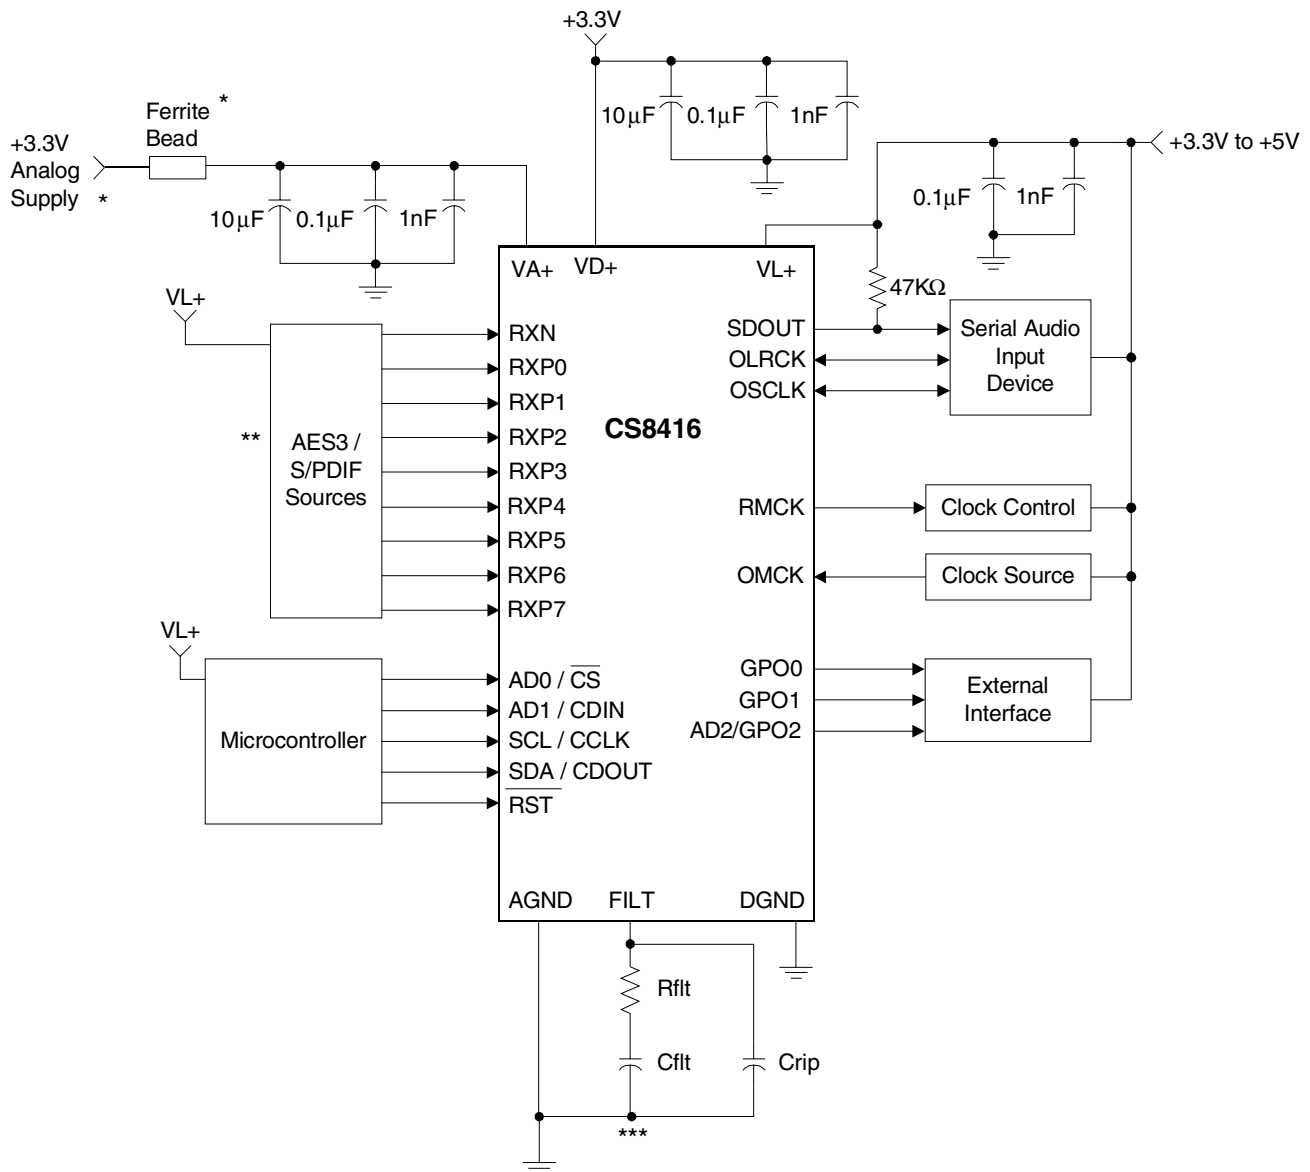 +3.3V
10µF
0.1µF
1nF
Ferrite *
Bead
+3.3V
Analog
Supply *
10µF
0.1µF
1nF
+3.3V to +5V
0.1µF
1nF
VA+
VD+
VL+
47KΩ
VL+
**
AES3 /
S/PDIF
Sources
RXN
RXP0
RXP1
RXP2
RXP3
RXP4
RXP5
RXP6
RXP7
CS8416
SDOUT
OLRCK
OSCLK
Serial Audio
Input
Device
RMCK
Clock Control
OMCK
Clock Source
VL+
Microcontroller
AD0 / C̅S̅
AD1 / CDIN
SCL / CCLK
SDA / CDOUT
R̅S̅T̅
GPO0
GPO1
AD2/GPO2
External
Interface
AGND
FILT
DGND
Rflt
Cflt
Crip
***